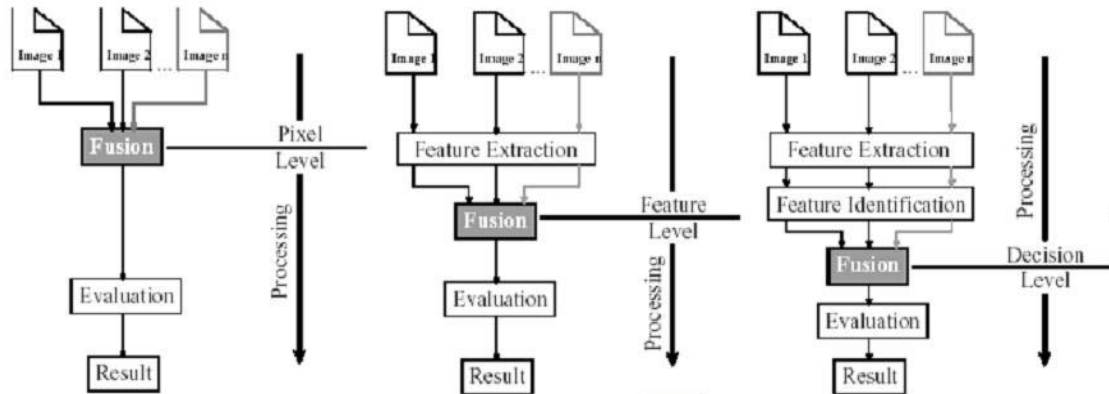 Image 1
Image 2
...
Image n
Fusion
Pixel
Level
Processing
Evaluation
Result
Image 1
Image 2
...
Image n
Feature Extraction
Fusion
Feature
Level
Processing
Evaluation
Result
Image 1
Image 2
...
Image n
Feature Extraction
Feature Identification
Fusion
Processing
Decision
Level
Evaluation
Result